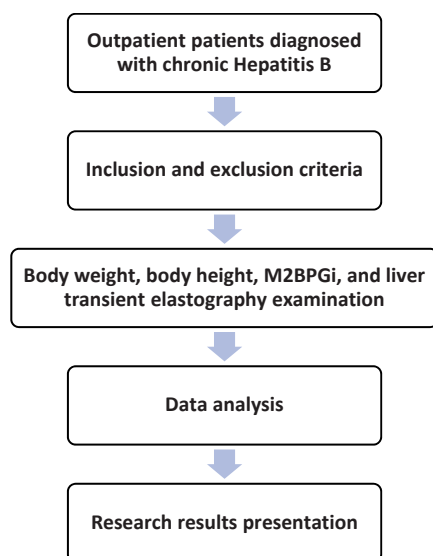 Outpatient patients diagnosed
with chronic Hepatitis B
Inclusion and exclusion criteria
Body weight, body height, M2BPGi, and liver
transient elastography examination
Data analysis
Research results presentation